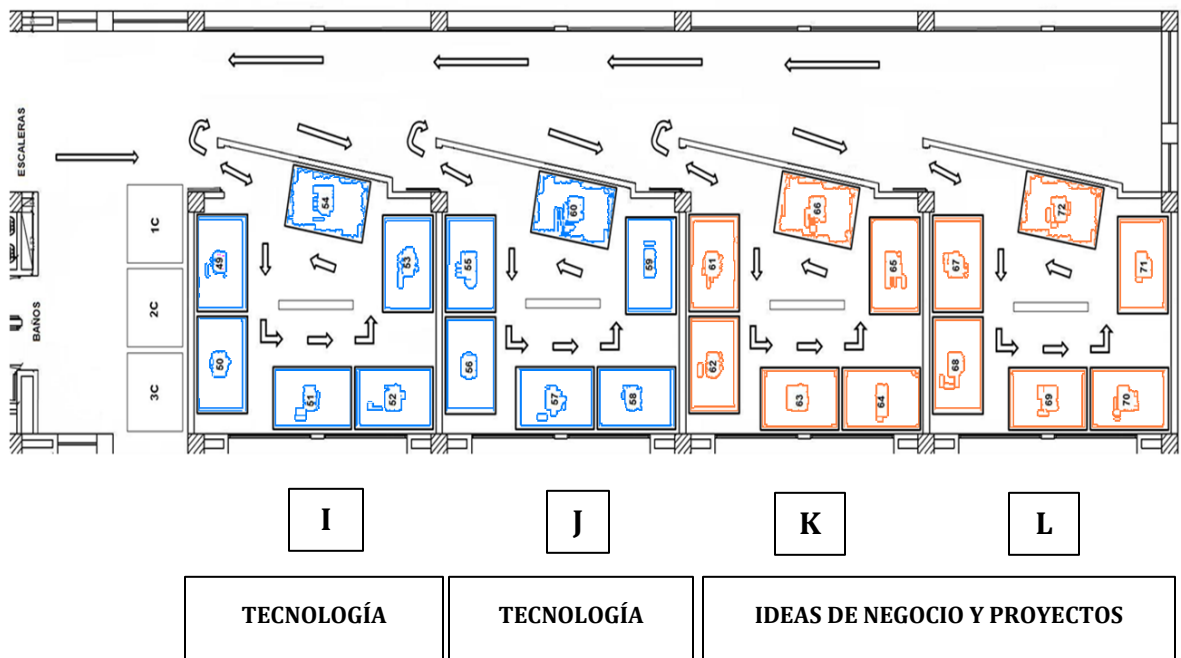 ESCALERAS
BAÑOS
1C
2C
3C
54
60
66
72
49
53
55
59
61
65
67
71
50
56
62
68
51
52
57
58
63
64
69
70
I
J
K
L
TECNOLOGÍA
TECNOLOGÍA
IDEAS DE NEGOCIO Y PROYECTOS